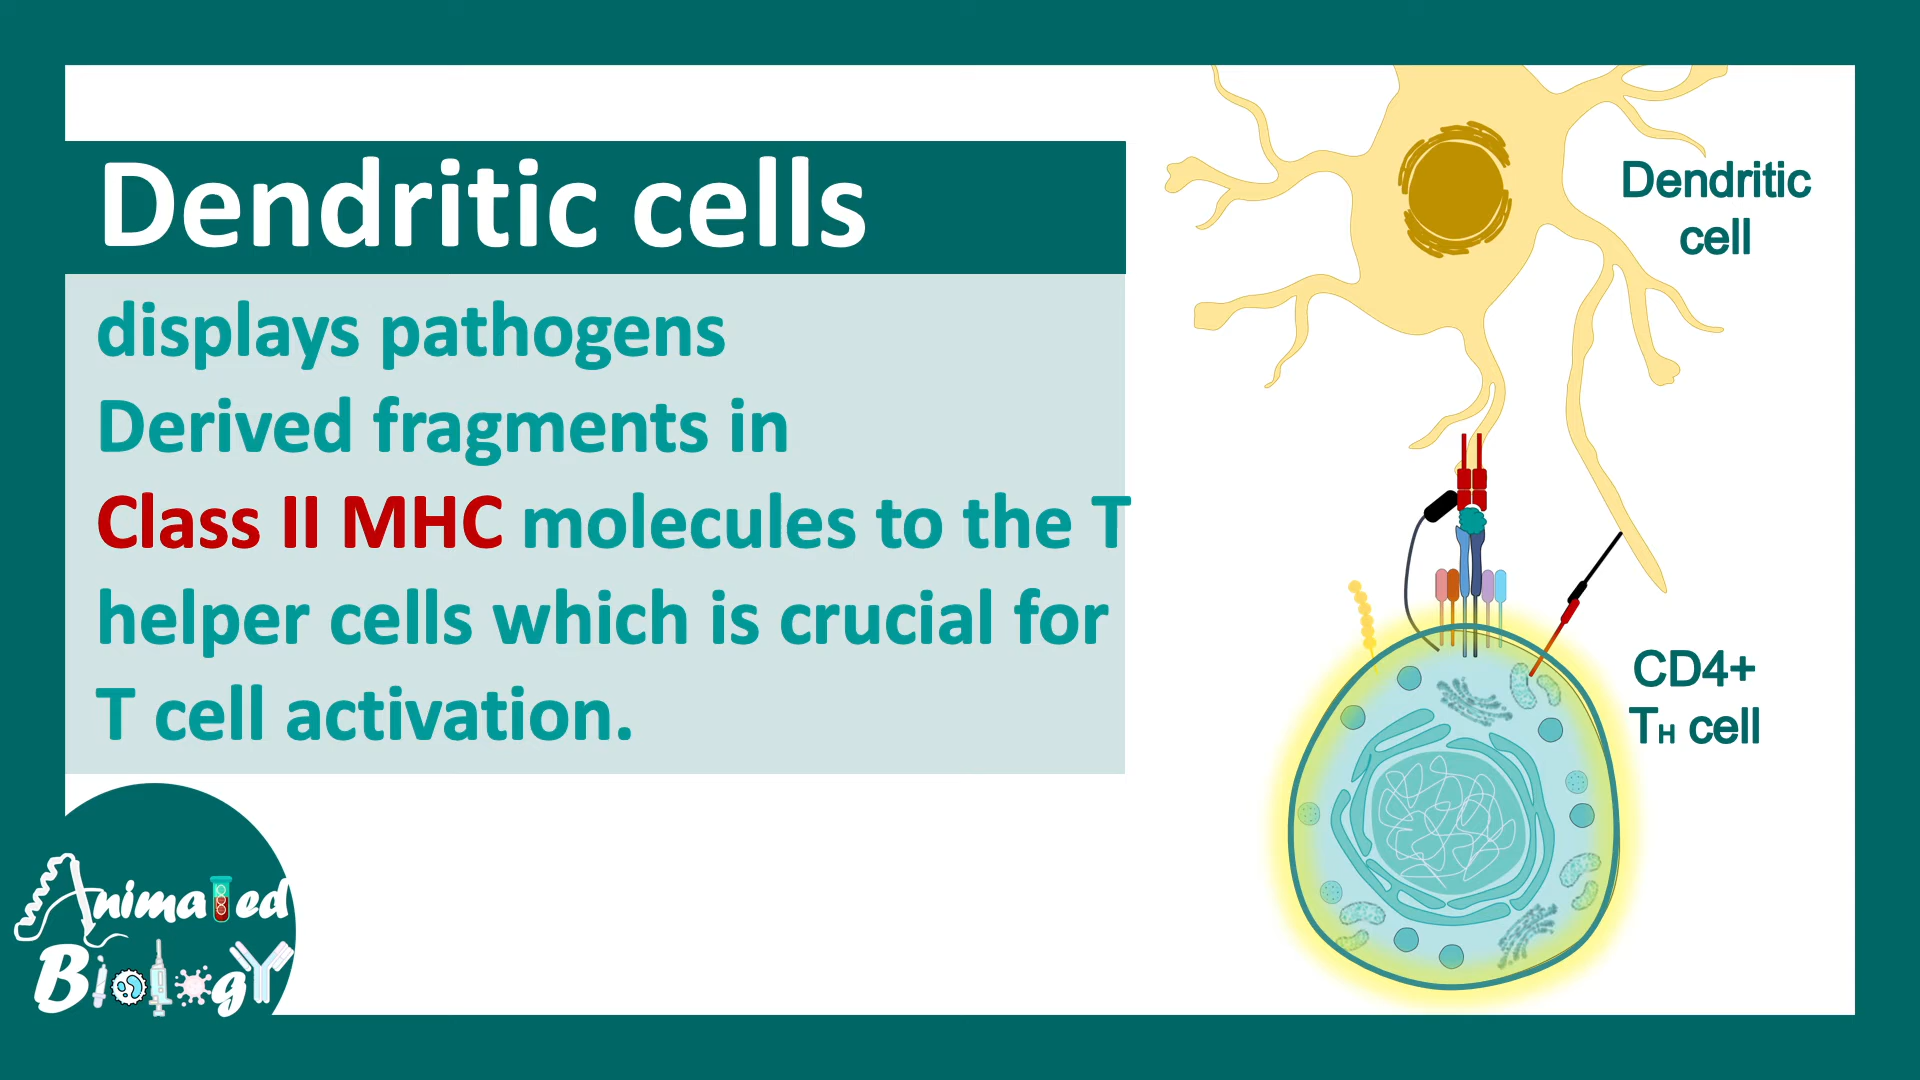 Dendritic cells
displays pathogens
Derived fragments in
Class II MHC molecules to the T
helper cells which is crucial for
T cell activation.
Dendritic
cell
CD4+
TH cell
Animated
Biology